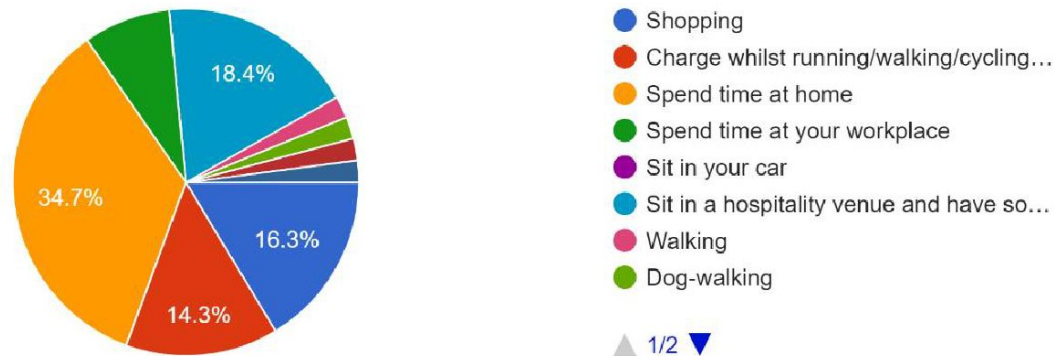 18.4%
34.7%
16.3%
14.3%
Shopping
Charge whilst running/walking/cycling...
Spend time at home
Spend time at your workplace
Sit in your car
Sit in a hospitality venue and have so...
Walking
Dog-walking
1/2